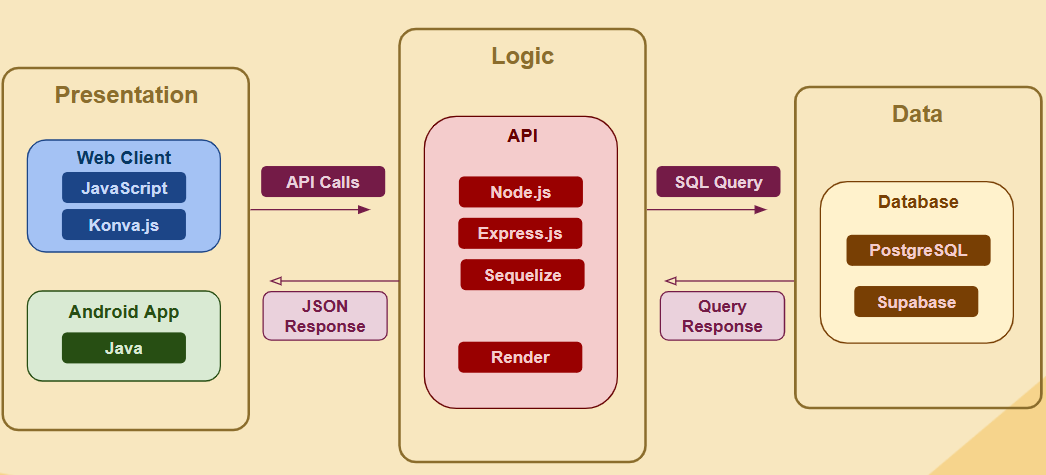 Presentation
Web Client
JavaScript
Konva.js
Android App
Java
API Calls
JSON
Response
Logic
API
Node.js
Express.js
Sequelize
Render
SQL Query
Query
Response
Data
Database
PostgreSQL
Supabase